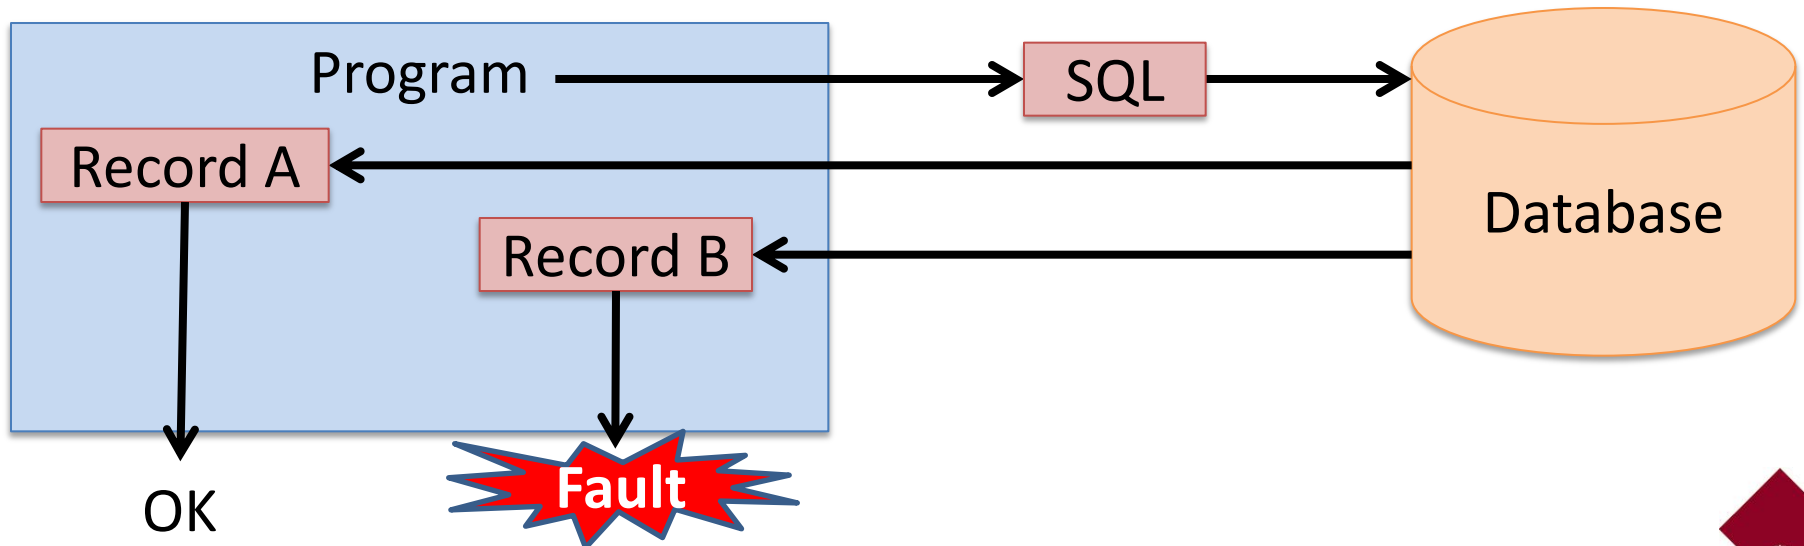 Program
SQL
Record A
Database
Record B
Fault
OK